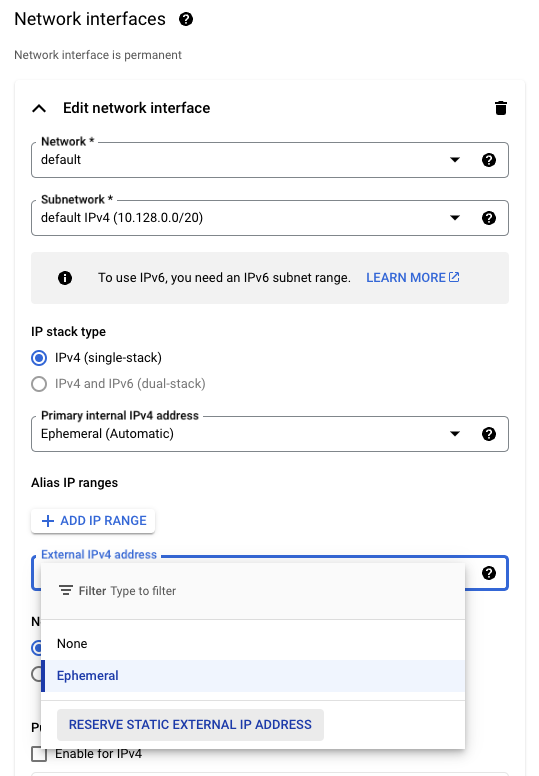 Network interfaces
Network interface is permanent
Edit network interface
Network *
default
Subnetwork *
default IPv4 (10.128.0.0/20)
To use IPv6, you need an IPv6 subnet range. LEARN MORE
IP stack type
IPv4 (single-stack)
IPv4 and IPv6 (dual-stack)
Primary internal IPv4 address
Ephemeral (Automatic)
Alias IP ranges
ADD IP RANGE
External IPv4 address
Filter Type to filter
None
Ephemeral
RESERVE STATIC EXTERNAL IP ADDRESS
Enable for IPv4